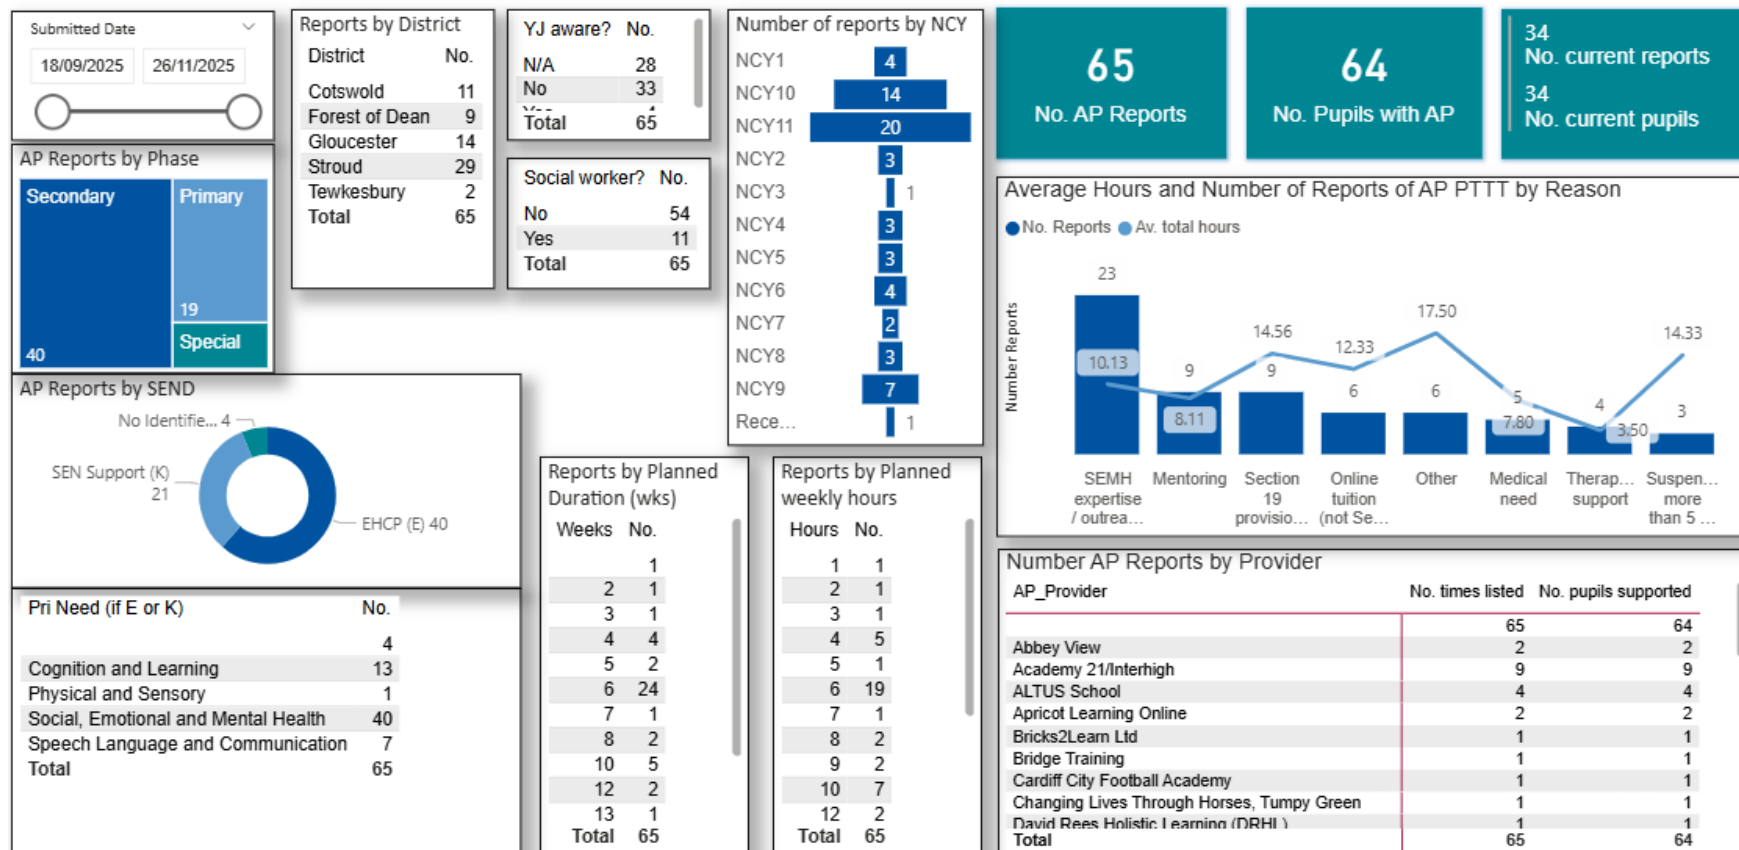 Submitted Date
18/09/2025 26/11/2025
Reports by District
District No.
Cotswold 11
Forest of Dean 9
Gloucester 14
Stroud 29
Tewkesbury 2
Total 65
YJ aware? No.
N/A 28
No 33
Yes 4
Total 65
Social worker? No.
No 54
Yes 11
Total 65
Number of reports by NCY
NCY1 4
NCY10 14
NCY11 20
NCY2 3
NCY3 1
NCY4 3
NCY5 3
NCY6 4
NCY7 2
NCY8 3
NCY9 7
Rece... 1
65
No. AP Reports
64
No. Pupils with AP
34
No. current reports
34
No. current pupils
AP Reports by Phase
Secondary
40
Primary
19
Special
AP Reports by SEND
No Identifie... 4
SEN Support (K)
21
EHCP (E) 40
Pri Need (if E or K) No.
4
Cognition and Learning 13
Physical and Sensory 1
Social, Emotional and Mental Health 40
Speech Language and Communication 7
Total 65
Reports by Planned
Duration (wks)
Weeks No.
1
2 1
3 1
4 4
5 2
6 24
7 1
8 2
10 5
12 2
13 1
Total 65
Reports by Planned
weekly hours
Hours No.
1 1
2 1
3 1
4 5
5 1
6 19
7 1
8 2
9 2
10 7
12 2
Total 65
Average Hours and Number of Reports of AP PTTT by Reason
No. Reports Av. total hours
Number Reports
23
10.13
9
8.11
14.56
9
12.33
6
17.50
6
5
7.80
4
3.50
14.33
3
SEMH
expertise
/ outrea...
Mentoring
Section
19
provisio...
Online
tuition
(not Se...
Other
Medical
need
Therap...
support
Suspen...
more
than 5 ...
Number AP Reports by Provider
AP_Provider No. times listed No. pupils supported
65 64
Abbey View 2 2
Academy 21/Interhigh 9 9
ALTUS School 4 4
Apricot Learning Online 2 2
Bricks2Learn Ltd 1 1
Bridge Training 1 1
Cardiff City Football Academy 1 1
Changing Lives Through Horses, Tumpy Green 1 1
David Rees Holistic Learning (DRHL) 1 1
Total 65 64